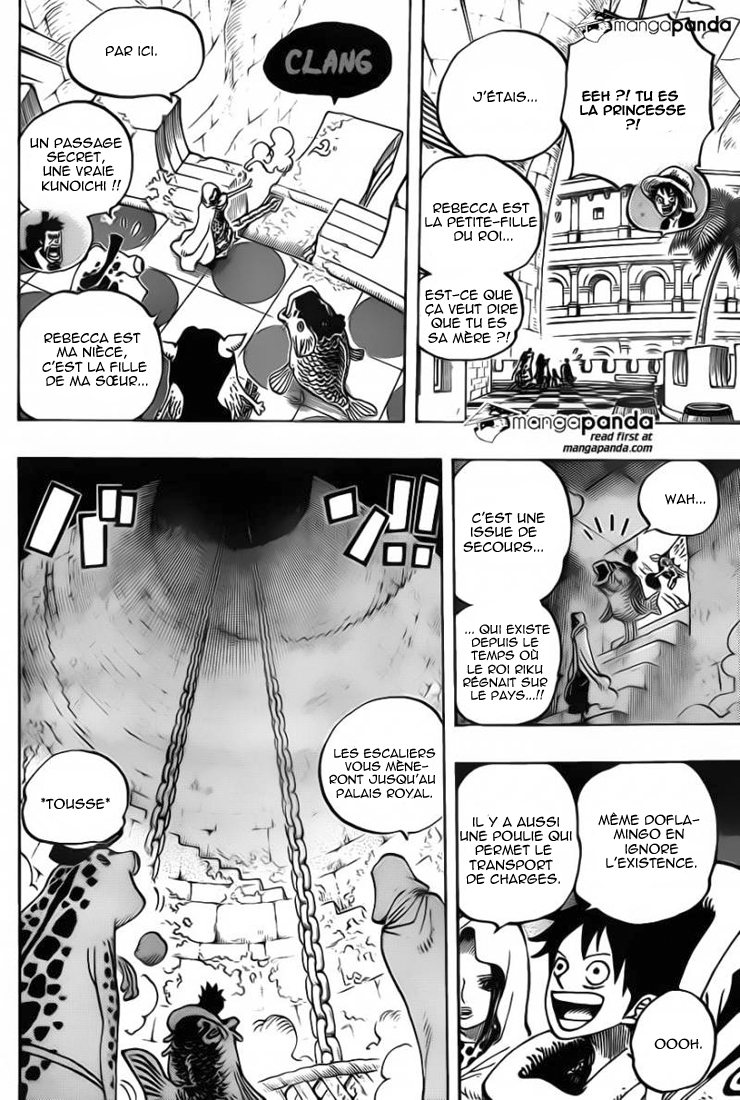 mangapanda
EEH ?! TU ES
LA PRINCESSE
?!
J'ÉTAIS...
REBECCA EST
LA PETITE-FILLE
DU ROI...
EST-CE QUE
ÇA VEUT DIRE
QUE TU ES
SA MÈRE ?!
mangapanda
read first at
mangapanda.com
CLANG
PAR ICI.
UN PASSAGE
SECRET,
UNE VRAIE
KUNOICHI !!
REBECCA EST
MA NIÈCE,
C'EST LA FILLE
DE MA SŒUR...
WAH...
C'EST UNE
ISSUE DE
SECOURS...
... QUI EXISTE
DEPUIS LE
TEMPS OÙ
LE ROI RIKU
RÉGNAIT SUR
LE PAYS...!!
!!
LES ESCALIERS
VOUS MÈNE-
RONT JUSQU'AU
PALAIS ROYAL.
*TOUSSE*
MÊME DOFLA-
MINGO EN
IGNORE
L'EXISTENCE.
IL Y A AUSSI
UNE POULIE QUI
PERMET LE
TRANSPORT
DE CHARGES.
OOOH.